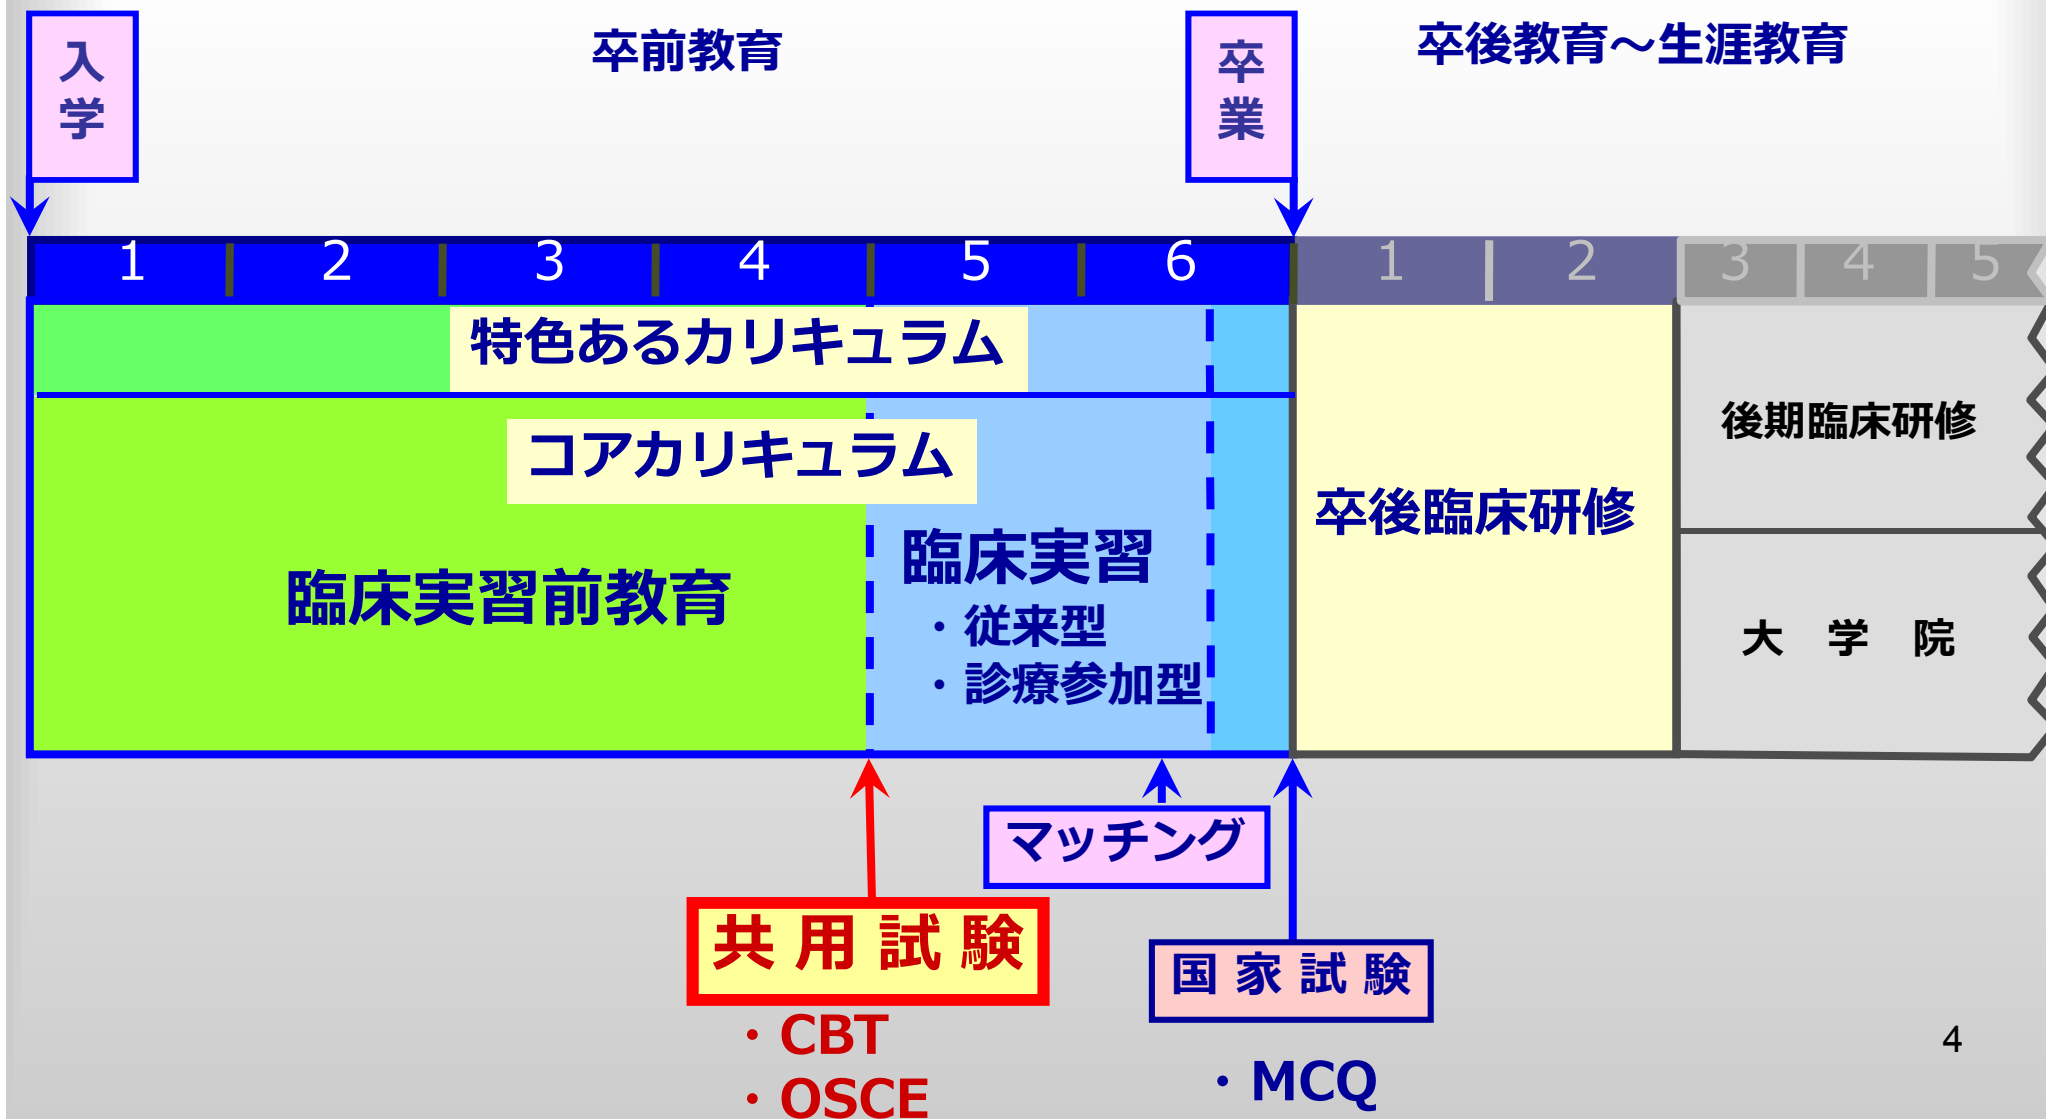 入
学
卒前教育
卒
業
卒後教育～生涯教育
1 2 3 4 5 6 1 2 3 4 5
特色あるカリキュラム
コアカリキュラム
臨床実習前教育
臨床実習
・従来型
・診療参加型
卒後臨床研修
後期臨床研修
大 学 院
マッチング
共 用 試 験
・CBT
・OSCE
国 家 試 験
・MCQ
4